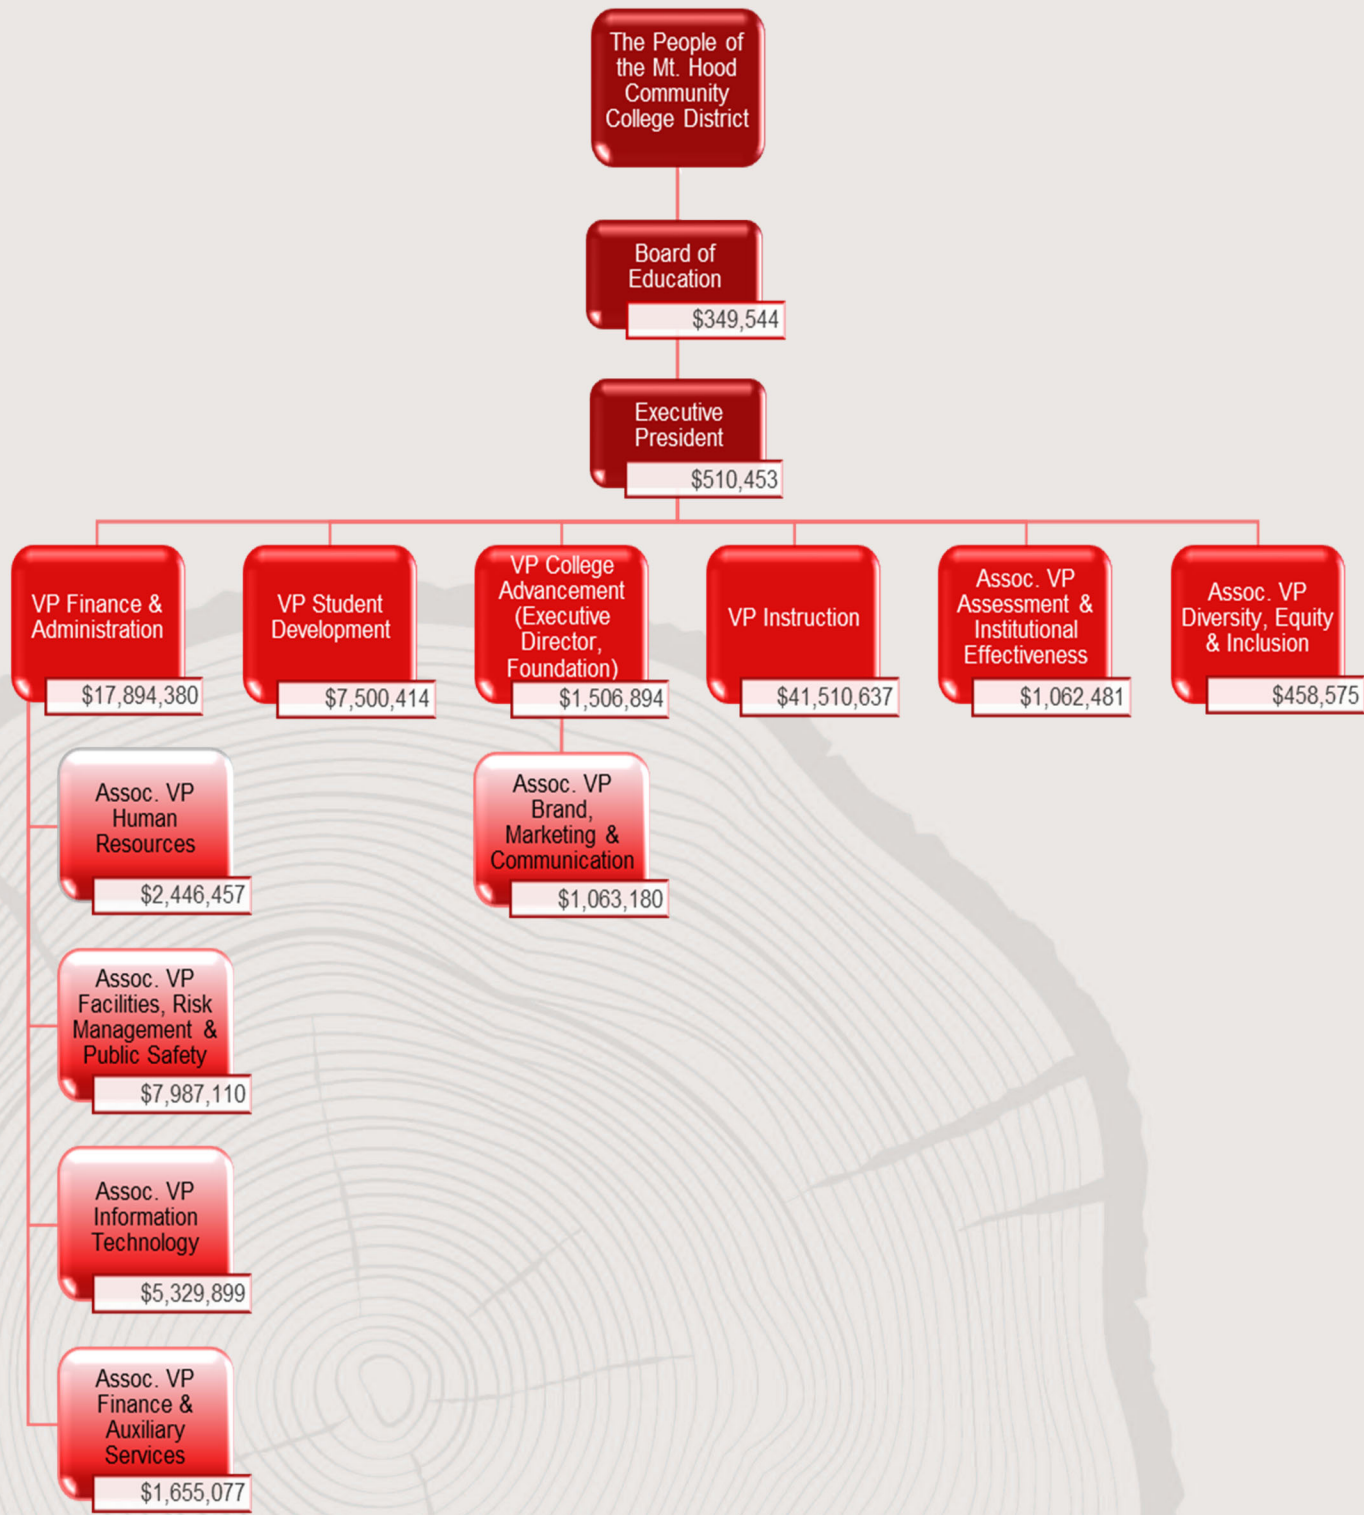 The People of
the Mt. Hood
Community
College District
Board of
Education
$349,544
Executive
President
$510,453
VP Finance &
Administration
$17,894,380
VP Student
Development
$7,500,414
VP College
Advancement
(Executive
Director,
Foundation)
$1,506,894
VP Instruction
$41,510,637
Assoc. VP
Assessment &
Institutional
Effectiveness
$1,062,481
Assoc. VP
Diversity, Equity
& Inclusion
$458,575
Assoc. VP
Human
Resources
$2,446,457
Assoc. VP
Brand,
Marketing &
Communication
$1,063,180
Assoc. VP
Facilities, Risk
Management &
Public Safety
$7,987,110
Assoc. VP
Information
Technology
$5,329,899
Assoc. VP
Finance &
Auxiliary
Services
$1,655,077